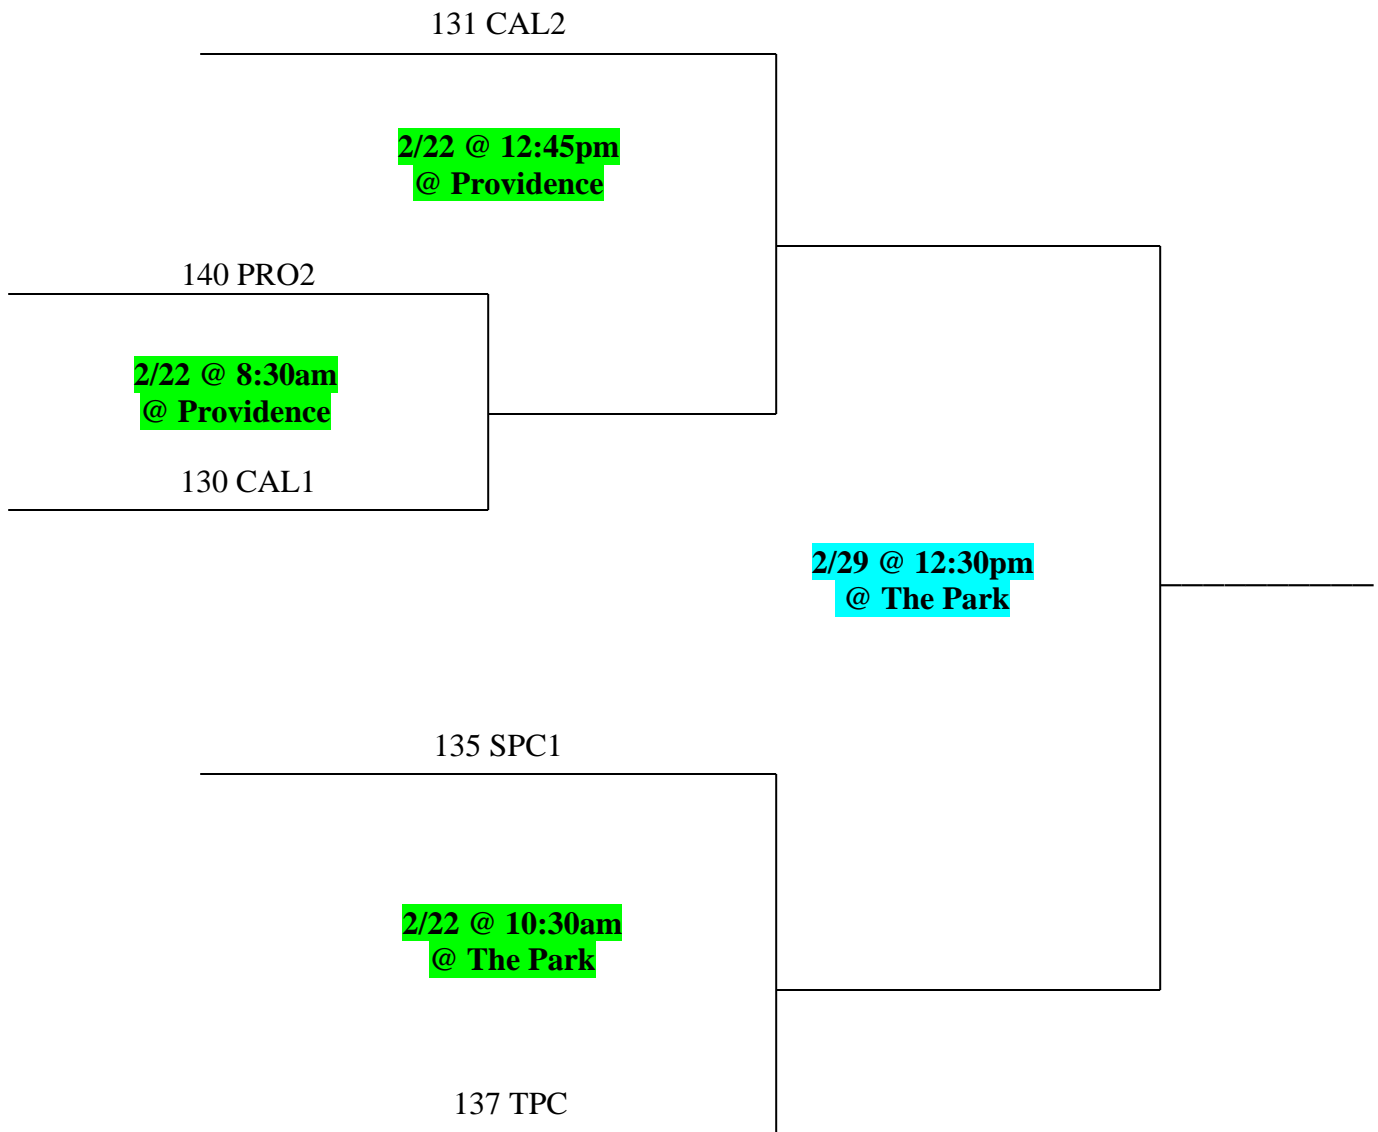 131 CAL2
2/22 @ 12:45pm
@ Providence
140 PRO2
2/22 @ 8:30am
@ Providence
130 CAL1
2/29 @ 12:30pm
@ The Park
135 SPC1
2/22 @ 10:30am
@ The Park
137 TPC